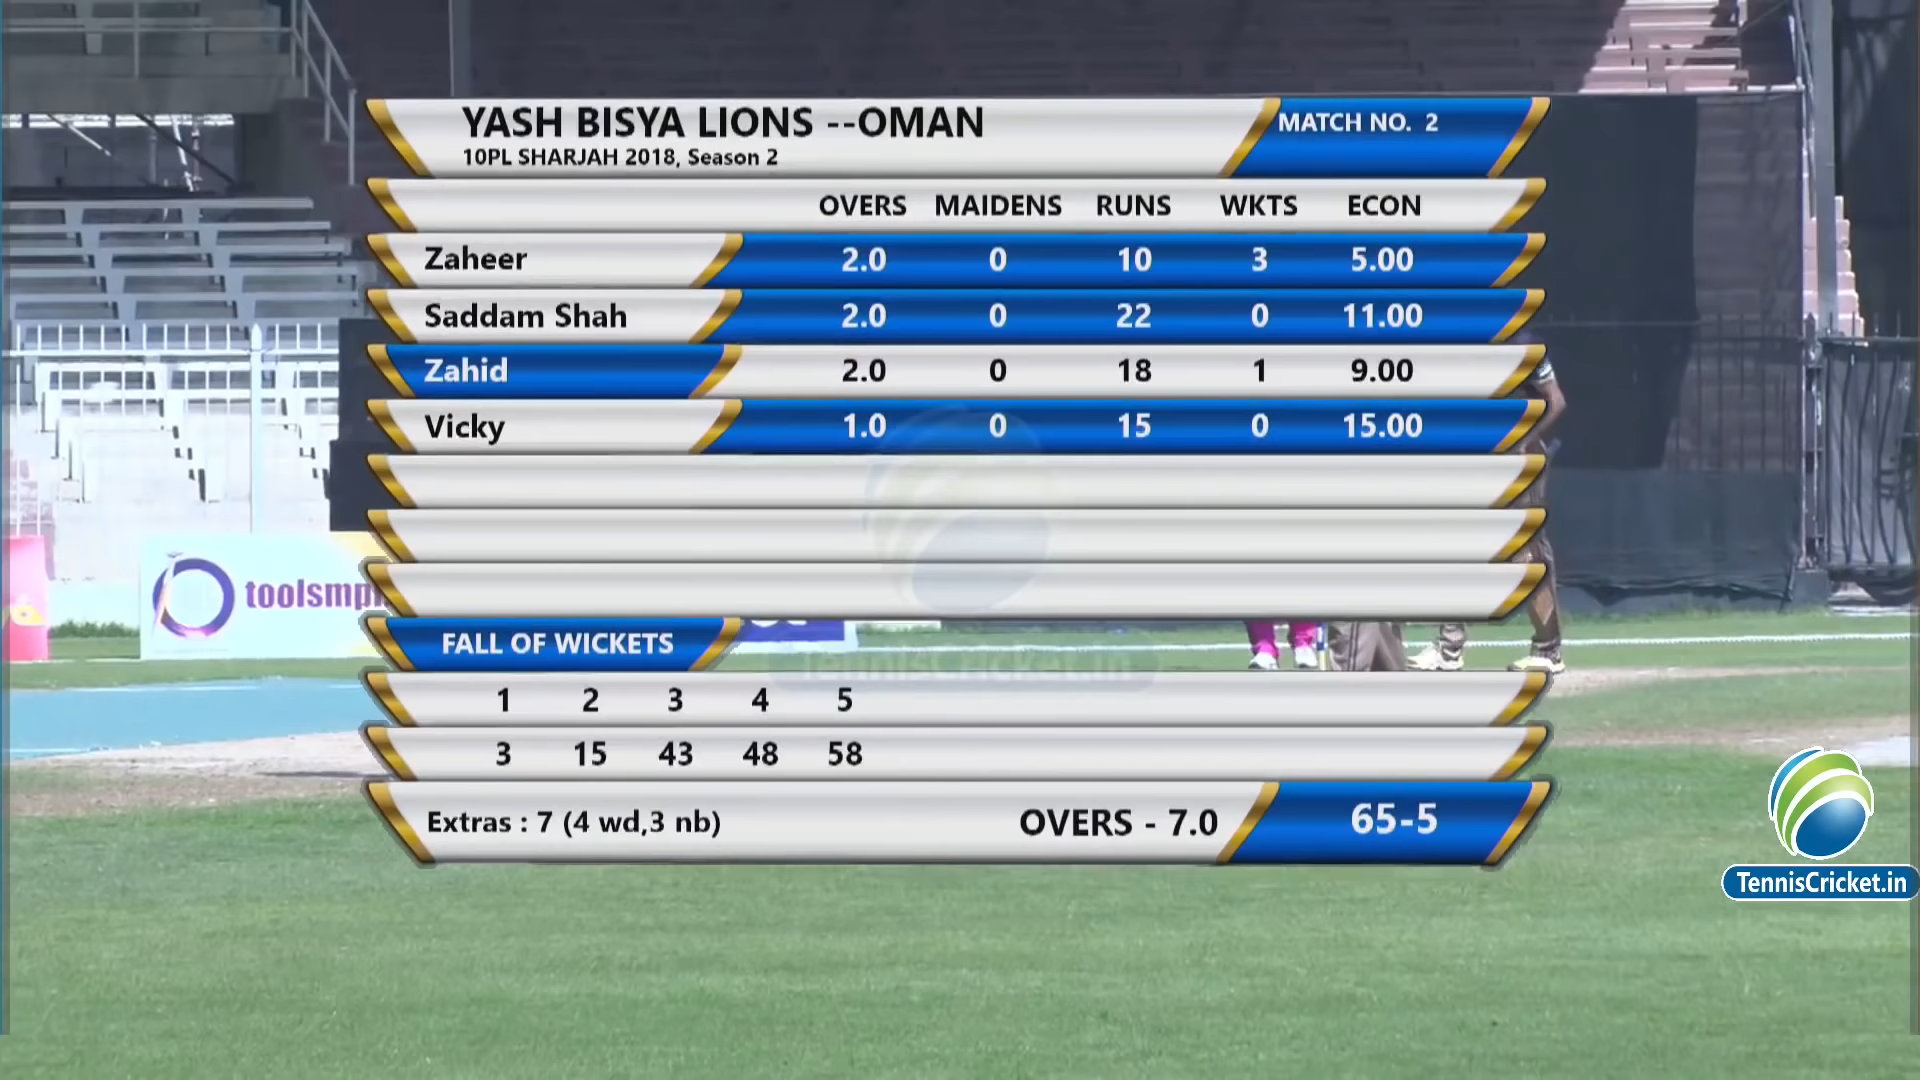 YASH BISYA LIONS --OMAN
MATCH NO. 2
10PL SHARJAH 2018, Season 2
OVERS MAIDENS RUNS WKTS ECON
Zaheer 2.0 0 10 3 5.00
Saddam Shah 2.0 0 22 0 11.00
Zahid 2.0 0 18 1 9.00
Vicky 1.0 0 15 0 15.00
toolsmp
FALL OF WICKETS
TennisCricket.in
1 2 3 4 5
3 15 43 48 58
Extras : 7 (4 wd,3 nb) OVERS - 7.0 65-5
TennisCricket.in